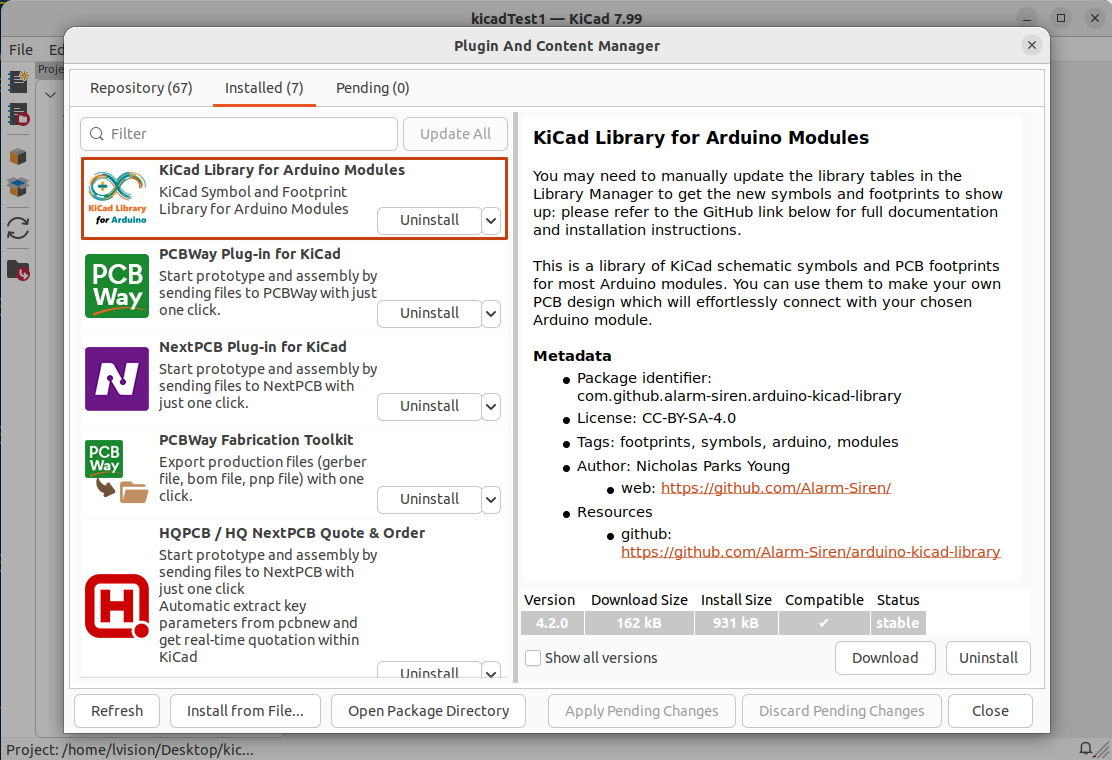 kicadTest1 — KiCad 7.99
File Ed
Proje
Plugin And Content Manager
Repository (67) Installed (7) Pending (0)
Filter
Update All
KiCad Library for Arduino Modules
KiCad Symbol and Footprint
Library for Arduino Modules
KiCad Library
for Arduino
Uninstall
PCBWay Plug-in for KiCad
PCB
Way
Start prototype and assembly by
sending files to PCBWay with just
one click.
Uninstall
NextPCB Plug-in for KiCad
N
Start prototype and assembly by
sending files to NextPCB with
just one click.
Uninstall
PCBWay Fabrication Toolkit
PCB
Way
Export production files (gerber
file, bom file, pnp file) with one
click.
Uninstall
HQPCB / HQ NextPCB Quote & Order
H
Start prototype and assembly by
sending files to NextPCB with
just one click
Automatic extract key
parameters from pcbnew and
get real-time quotation within
KiCad
Uninstall
KiCad Library for Arduino Modules
You may need to manually update the library tables in the
Library Manager to get the new symbols and footprints to show
up: please refer to the GitHub link below for full documentation
and installation instructions.
This is a library of KiCad schematic symbols and PCB footprints
for most Arduino modules. You can use them to make your own
PCB design which will effortlessly connect with your chosen
Arduino module.
Metadata
Package identifier:
com.github.alarm-siren.arduino-kicad-library
License: CC-BY-SA-4.0
Tags: footprints, symbols, arduino, modules
Author: Nicholas Parks Young
web: https://github.com/Alarm-Siren/
Resources
github:
https://github.com/Alarm-Siren/arduino-kicad-library
Version Download Size Install Size Compatible Status
4.2.0 162 kB 931 kB ✔ stable
Show all versions
Download Uninstall
Refresh Install from File... Open Package Directory Apply Pending Changes Discard Pending Changes Close
Project: /home/lvision/Desktop/kic...